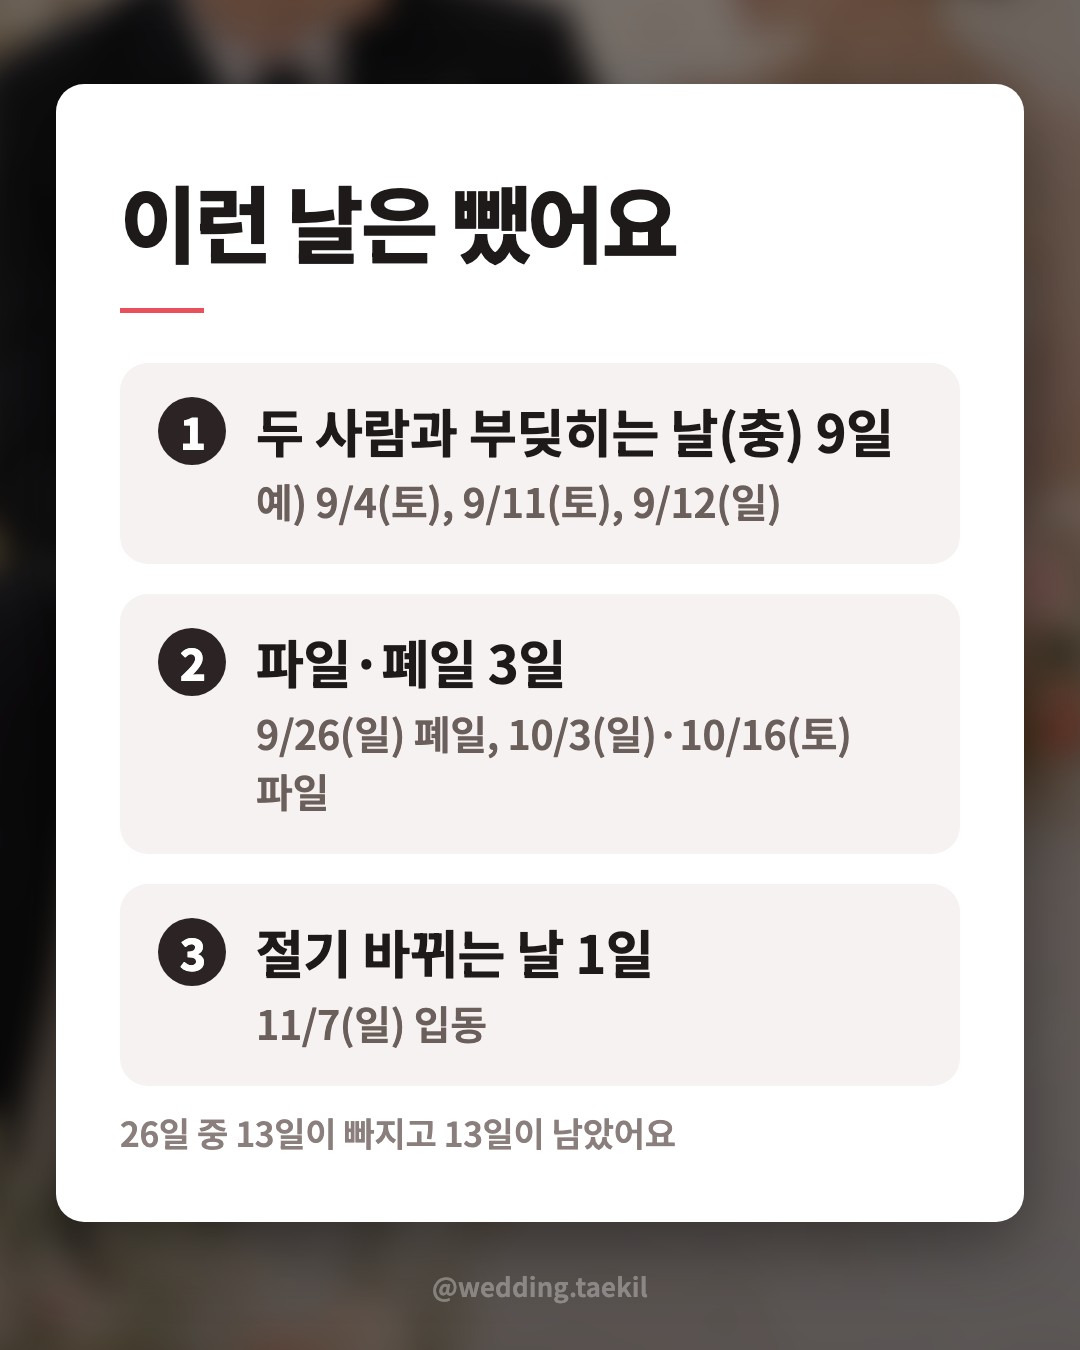 이런 날은 뺐어요
1 두 사람과 부딪히는 날(충) 9일
예) 9/4(토), 9/11(토), 9/12(일)
2 파일·폐일 3일
9/26(일) 폐일, 10/3(일)·10/16(토)
파일
3 절기 바뀌는 날 1일
11/7(일) 입동
26일 중 13일이 빠지고 13일이 남았어요
@wedding.taekil